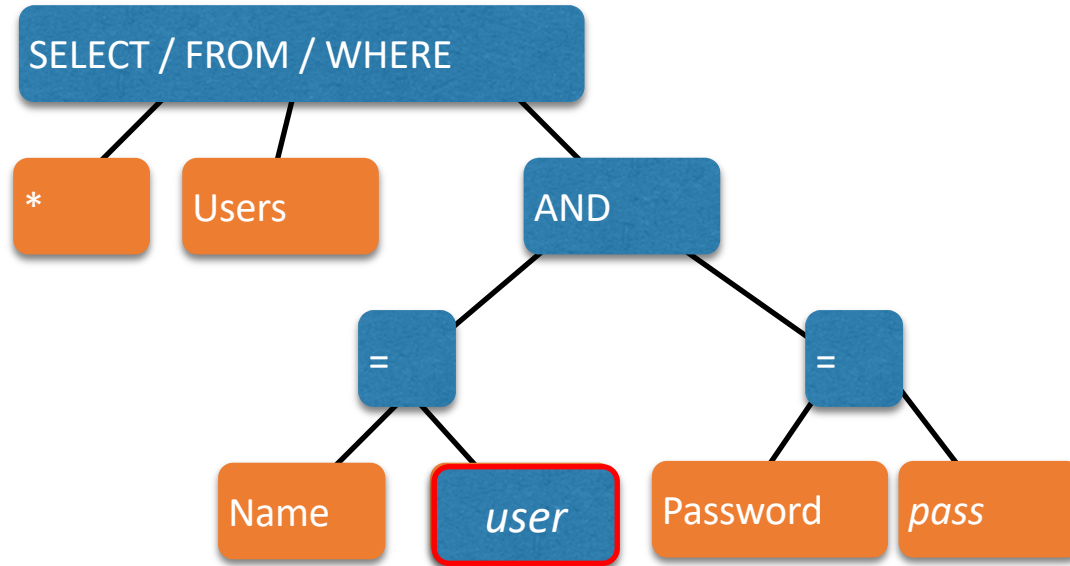 SELECT / FROM / WHERE
*
Users
AND
=
=
Name
user
Password
pass